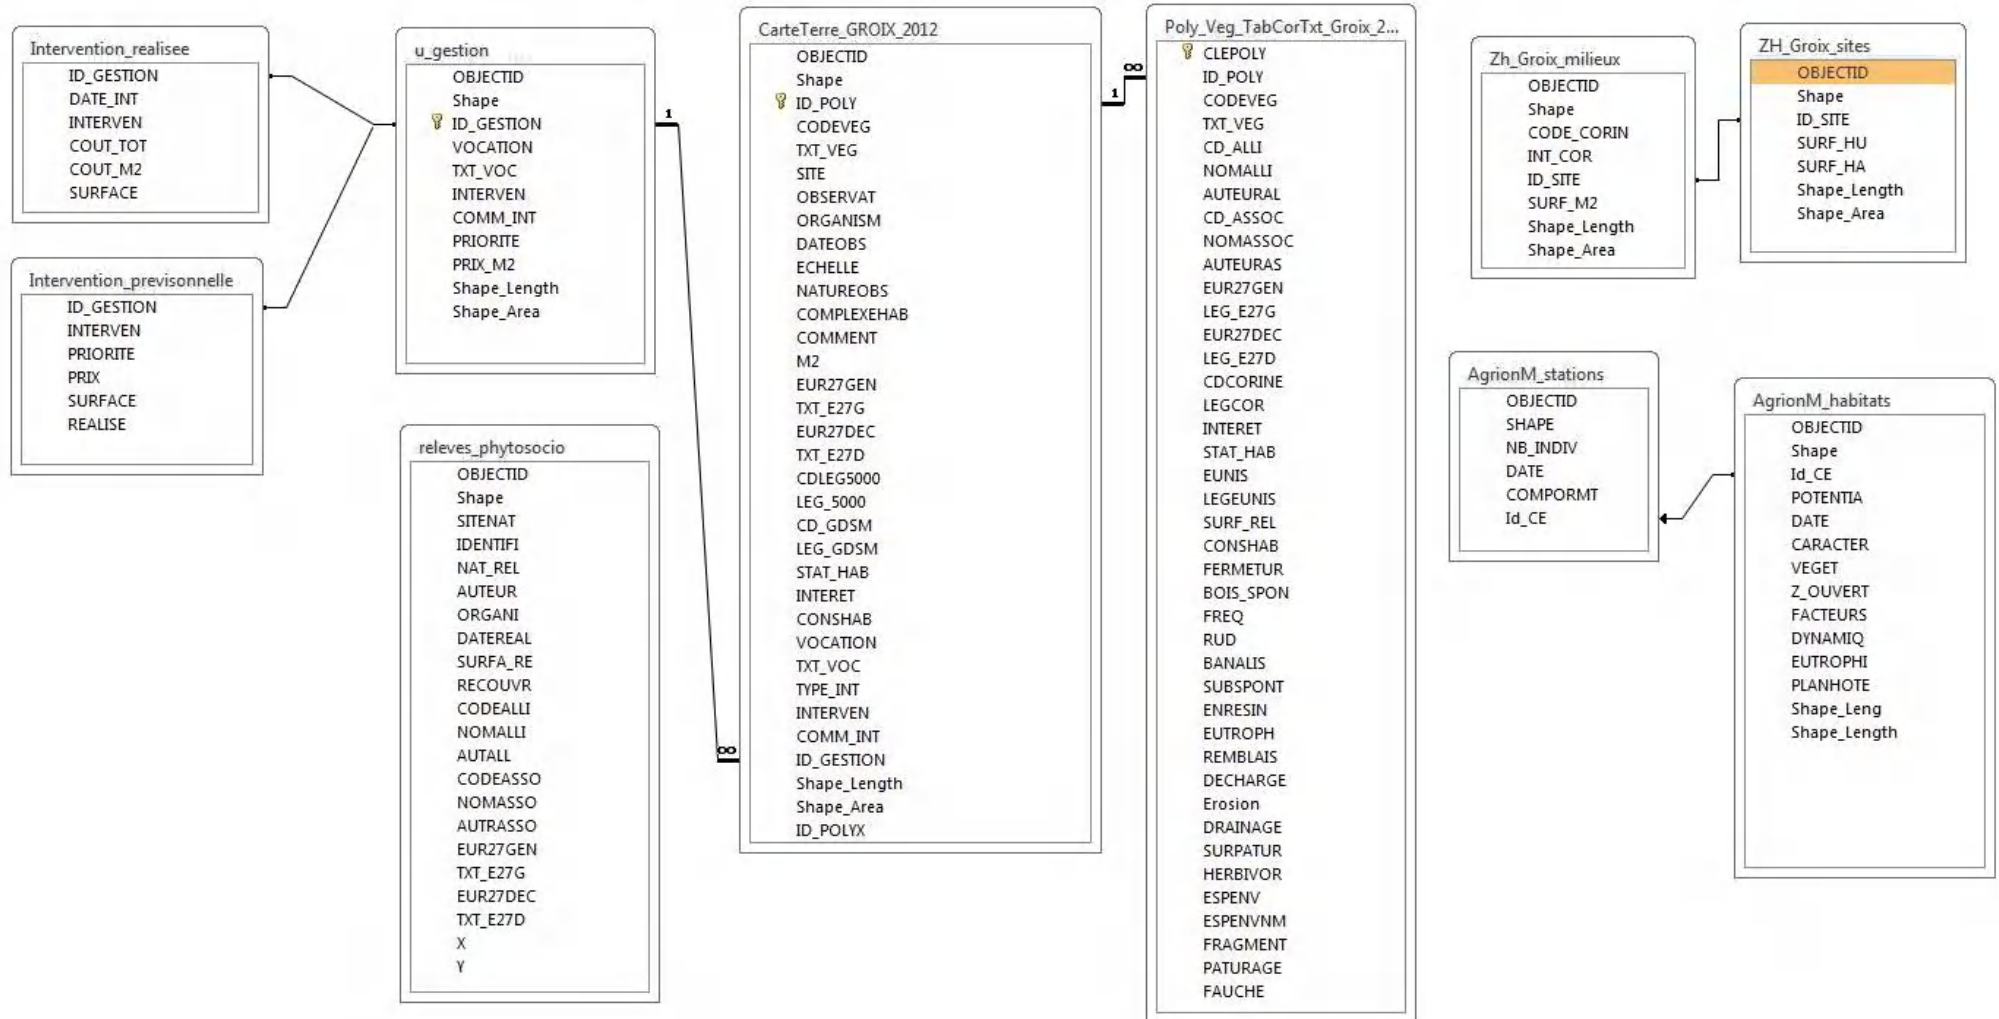 Intervention_realisee
ID_GESTION
DATE_INT
INTERVEN
COUT_TOT
COUT_M2
SURFACE
Intervention_previsonnelle
ID_GESTION
INTERVEN
PRIORITE
PRIX
SURFACE
REALISE
u_gestion
OBJECTID
Shape
ID_GESTION
VOCATION
TXT_VOC
INTERVEN
COMM_INT
PRIORITE
PRIX_M2
Shape_Length
Shape_Area
1
∞
releves_phytosocio
OBJECTID
Shape
SITENAT
IDENTIFI
NAT_REL
AUTEUR
ORGANI
DATEREAL
SURFA_RE
RECOUVR
CODEALLI
NOMALLI
AUTALL
CODEASSO
NOMASSO
AUTRASSO
EUR27GEN
TXT_E27G
EUR27DEC
TXT_E27D
X
Y
CarteTerre_GROIX_2012
OBJECTID
Shape
ID_POLY
CODEVEG
TXT_VEG
SITE
OBSERVAT
ORGANISM
DATEOBS
ECHELLE
NATUREOBS
COMPLEXEHAB
COMMENT
M2
EUR27GEN
TXT_E27G
EUR27DEC
TXT_E27D
CDLEG5000
LEG_5000
CD_GDSM
LEG_GDSM
STAT_HAB
INTERET
CONSHAB
VOCATION
TXT_VOC
TYPE_INT
INTERVEN
COMM_INT
ID_GESTION
Shape_Length
Shape_Area
ID_POLYX
1
∞
Poly_Veg_TabCorTxt_Groix_2...
CLEPOLY
ID_POLY
CODEVEG
TXT_VEG
CD_ALLI
NOMALLI
AUTEURAL
CD_ASSOC
NOMASSOC
AUTEURAS
EUR27GEN
LEG_E27G
EUR27DEC
LEG_E27D
CDCORINE
LEGCOR
INTERET
STAT_HAB
EUNIS
LEGEUNIS
SURF_REL
CONSHAB
FERMETUR
BOIS_SPON
FREQ
RUD
BANALIS
SUBSPONT
ENRESIN
EUTROPH
REMBLAIS
DECHARGE
Erosion
DRAINAGE
SURPATUR
HERBIVOR
ESPENV
ESPENVNM
FRAGMENT
PATURAGE
FAUCHE
Zh_Groix_milieux
OBJECTID
Shape
CODE_CORIN
INT_COR
ID_SITE
SURF_M2
Shape_Length
Shape_Area
ZH_Groix_sites
OBJECTID
Shape
ID_SITE
SURF_HU
SURF_HA
Shape_Length
Shape_Area
AgrionM_stations
OBJECTID
SHAPE
NB_INDIV
DATE
COMPORMT
Id_CE
AgrionM_habitats
OBJECTID
Shape
Id_CE
POTENTIA
DATE
CARACTER
VEGET
Z_OUVERT
FACTEURS
DYNAMIQ
EUTROPHI
PLANHOTE
Shape_Leng
Shape_Length